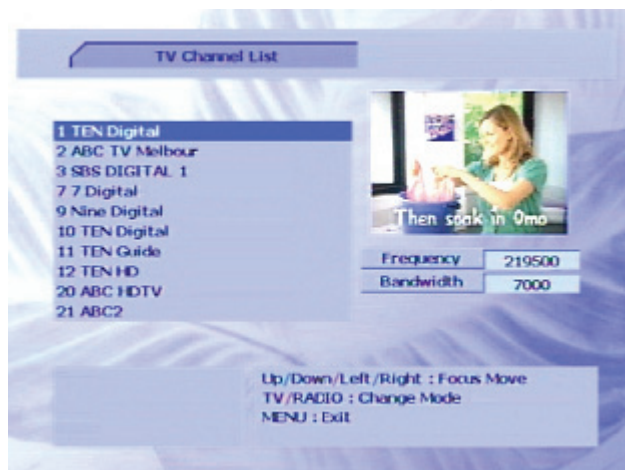 TV Channel List
1 TEN Digital
2 ABC TV Melbour
3 SBS DIGITAL 1
7 7 Digital
9 Nine Digital
10 TEN Digital
11 TEN Guide
12 TEN HD
20 ABC HDTV
21 ABC2
Then soak in Omo
Frequency 219500
Bandwidth 7000
Up/Down/Left/Right : Focus Move
TV/RADIO : Change Mode
MENU : Exit